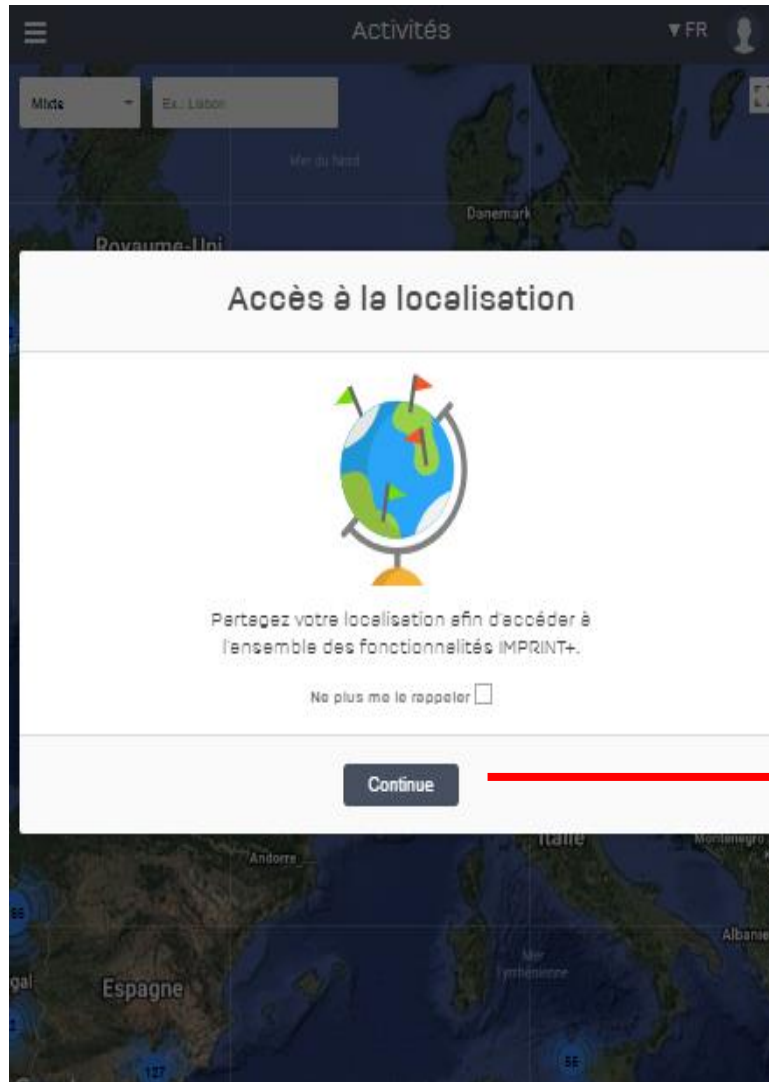 Activités
▼ FR
Mixte
Ex.: Lisbon
Mer du Nord
Danemark
Royaume-Uni
Accès à la localisation
Partagez votre localisation afin d'accéder à
l'ensemble des fonctionnalités IMPRINT+.
Ne plus me le rappeler
Continue
Italie
Monténégro
Andorre
66
Albanie
Mer
Tyrrhénienne
gal
Espagne
56
127